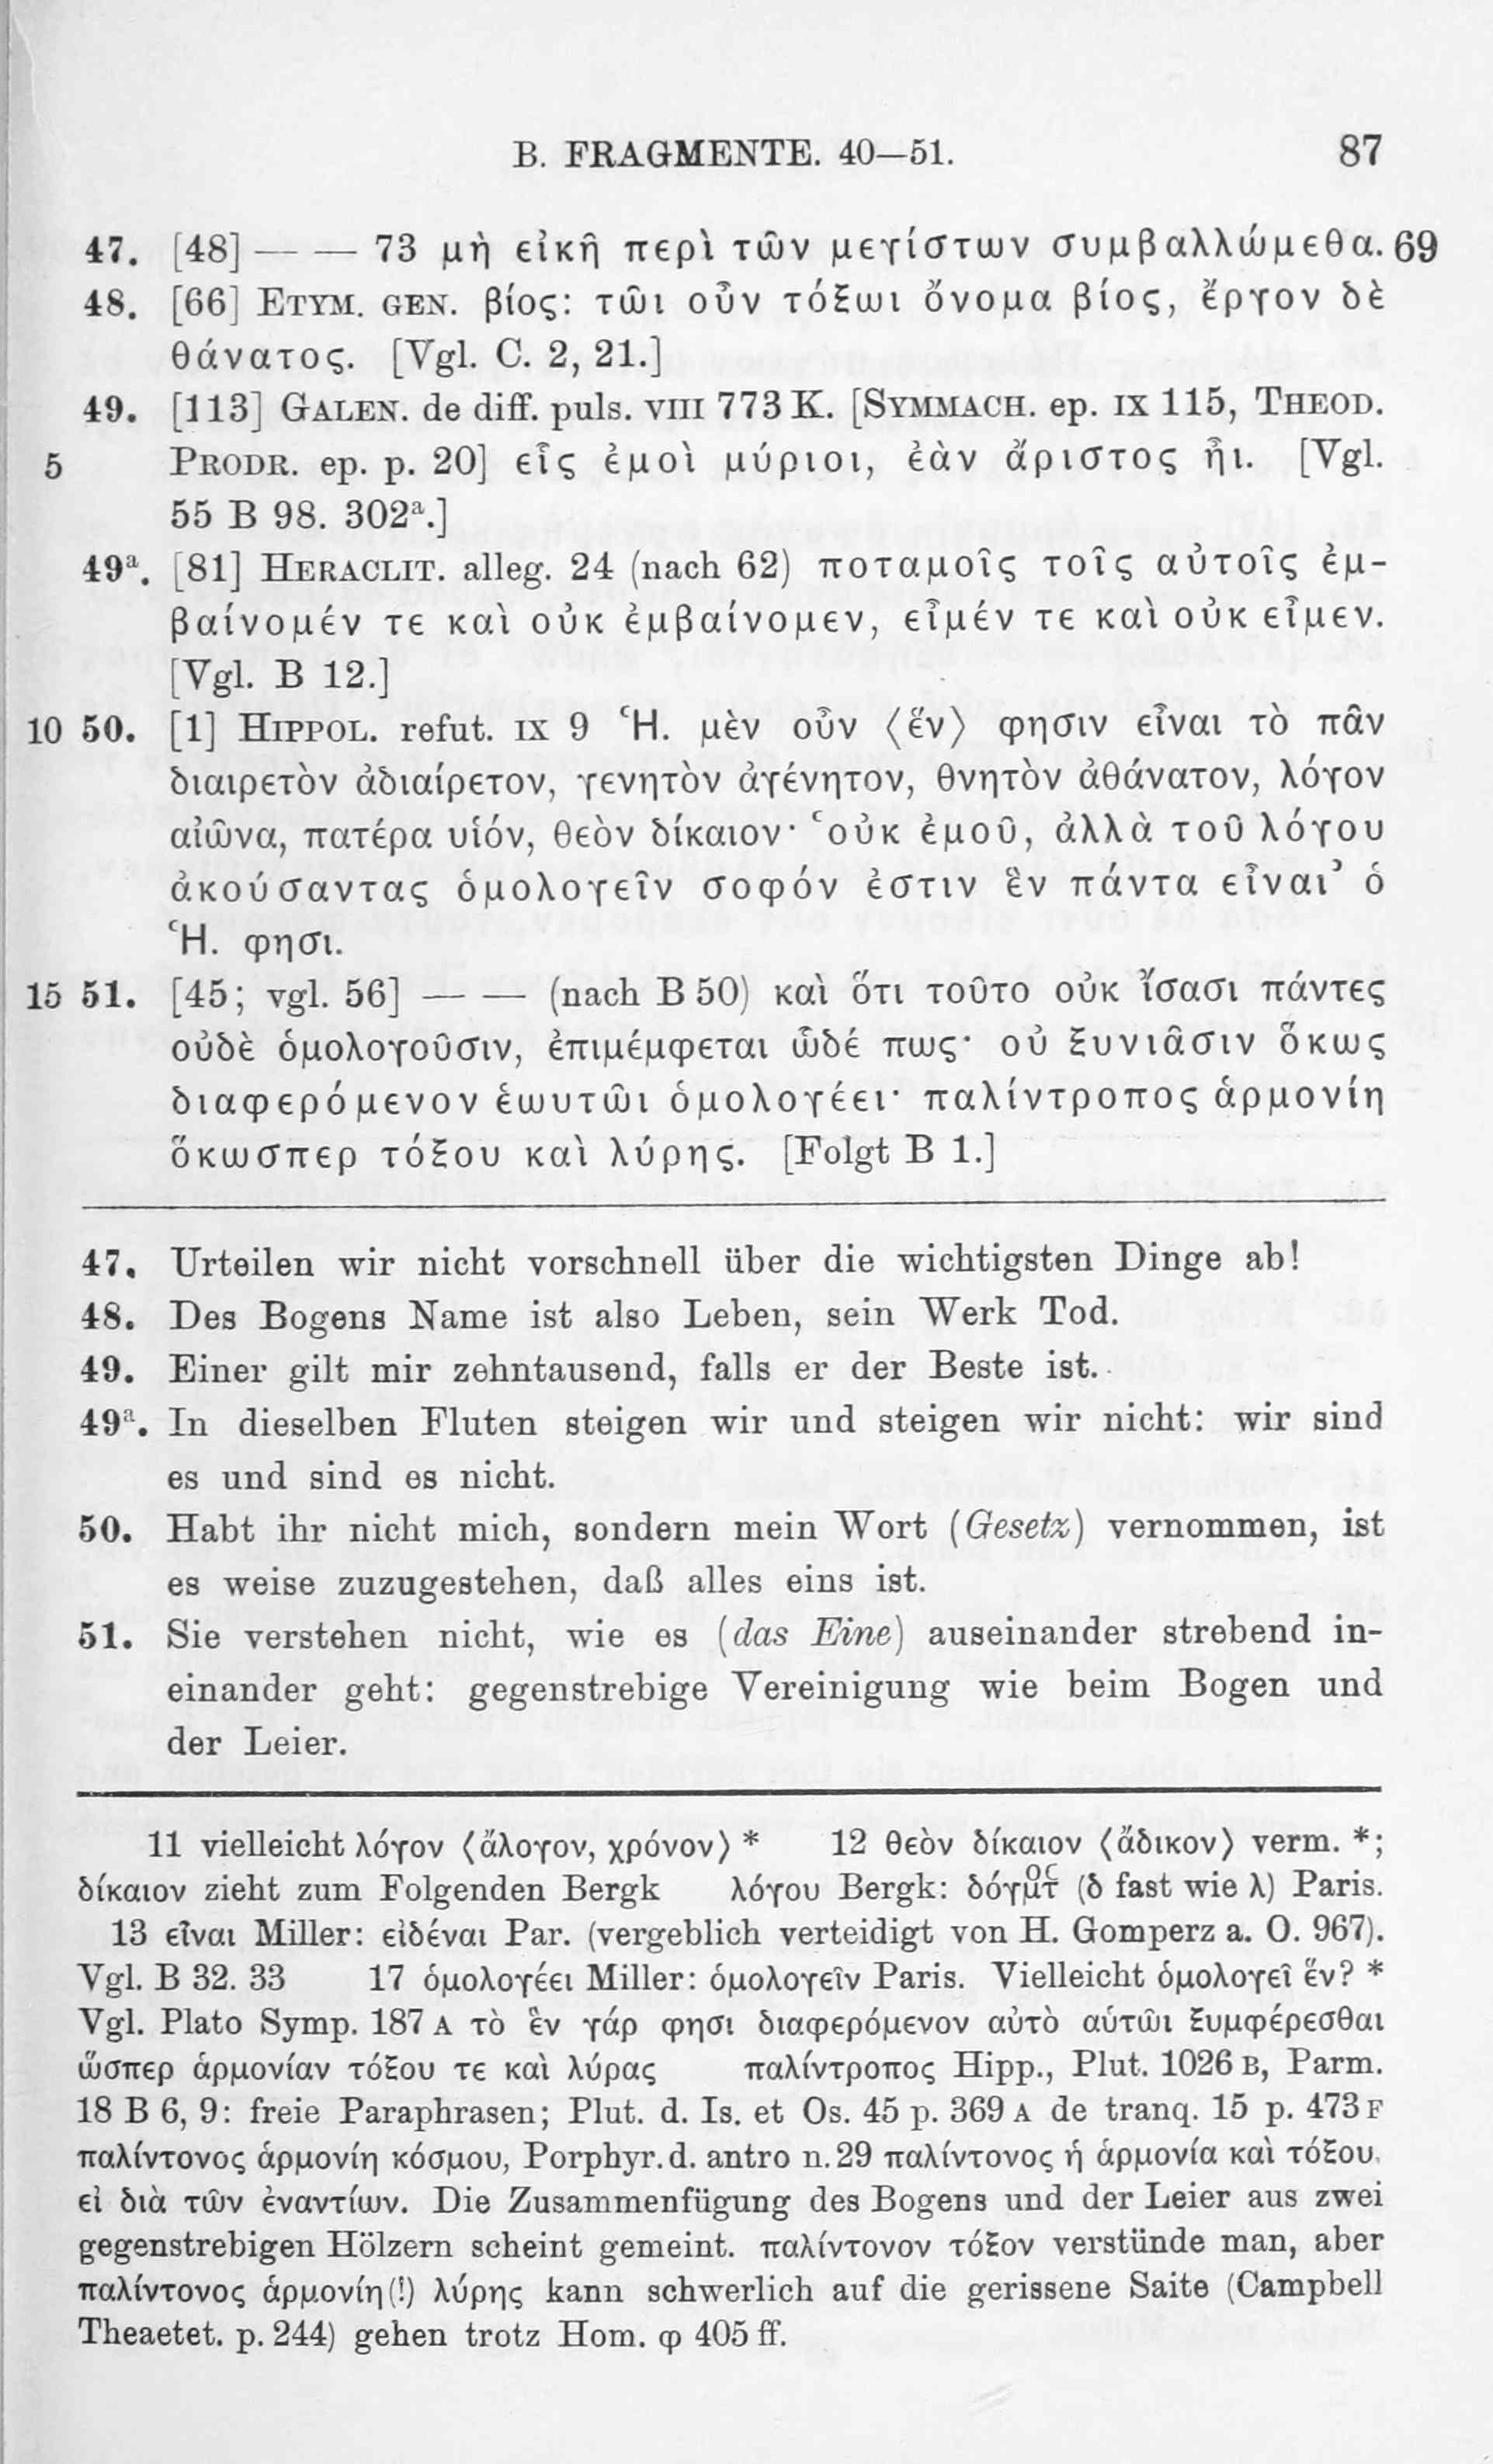 B. FRAGMENTE. 40—51. 87
47. [48] — — 73 μὴ εἰκῆ περὶ τῶν μεγίστων συμβαλλώμεθα. 69
48. [66] ETYM. GEN. βίος: τῶι οὖν τόξωι ὄνομα βίος, ἔργον δὲ
θάνατος. [Vgl. C. 2, 21.]
49. [113] GALEN. de diff. puls. VIII 773 K. [SYMMACH. ep. IX 115, THEOD.
5 PRODR. ep. p. 20] εἷς ἐμοὶ μύριοι, ἐὰν ἄριστος ἦι. [Vgl.
55 B 98. 302ª.]
49ª. [81] HERACLIT. alleg. 24 (nach 62) ποταμοῖς τοῖς αὐτοῖς ἐμ-
βαίνομέν τε καὶ οὐκ ἐμβαίνομεν, εἶμέν τε καὶ οὐκ εἶμεν.
[Vgl. B 12.]
10 50. [1] HIPPOL. refut. IX 9 Ἡ. μὲν οὖν ⟨ἕν⟩ φησιν εἶναι τὸ πᾶν
διαιρετὸν ἀδιαίρετον, γενητὸν ἀγένητον, θνητὸν ἀθάνατον, λόγον
αἰῶνα, πατέρα υἱόν, θεὸν δίκαιον· ‘οὐκ ἐμοῦ, ἀλλὰ τοῦ λόγου
ἀκούσαντας ὁμολογεῖν σοφόν ἐστιν ἓν πάντα εἶναι’ ὁ
Ἡ. φησι.
15 51. [45; vgl. 56] — — (nach B 50) καὶ ὅτι τοῦτο οὐκ ἴσασι πάντες
οὐδὲ ὁμολογοῦσιν, ἐπιμέμφεται ὧδέ πως· οὐ ξυνιᾶσιν ὅκως
διαφερόμενον ἑωυτῶι ὁμολογέει· παλίντροπος ἁρμονίη
ὅκωσπερ τόξου καὶ λύρης. [Folgt B 1.]
47. Urteilen wir nicht vorschnell über die wichtigsten Dinge ab!
48. Des Bogens Name ist also Leben, sein Werk Tod.
49. Einer gilt mir zehntausend, falls er der Beste ist.
49ª. In dieselben Fluten steigen wir und steigen wir nicht: wir sind
es und sind es nicht.
50. Habt ihr nicht mich, sondern mein Wort (Gesetz) vernommen, ist
es weise zuzugestehen, daß alles eins ist.
51. Sie verstehen nicht, wie es (das Eine) auseinander strebend in-
einander geht: gegenstrebige Vereinigung wie beim Bogen und
der Leier.
11 vielleicht λόγον ⟨ἄλογον, χρόνον⟩ * 12 θεὸν δίκαιον ⟨ἄδικον⟩ verm. *;
δίκαιον zieht zum Folgenden Bergk λόγου Bergk: (δ fast wie λ) Paris.
13 εἶναι Miller: εἰδέναι Par. (vergeblich verteidigt von H. Gomperz a. O. 967).
Vgl. B 32. 33 17 ὁμολογέει Miller: ὁμολογεῖν Paris. Vielleicht ὁμολογεῖ ἕν? *
Vgl. Plato Symp. 187 A τὸ ἓν γάρ φησι διαφερόμενον αὐτὸ αὑτῶι ξυμφέρεσθαι
ὥσπερ ἁρμονίαν τόξου τε καὶ λύρας παλίντροπος Hipp., Plut. 1026 B, Parm.
18 B 6, 9: freie Paraphrasen; Plut. d. Is. et Os. 45 p. 369 A de tranq. 15 p. 473 F
παλίντονος ἁρμονίη κόσμου, Porphyr. d. antro n. 29 παλίντονος ἡ ἁρμονία καὶ τόξου
εἰ διὰ τῶν ἐναντίων. Die Zusammenfügung des Bogens und der Leier aus zwei
gegenstrebigen Hölzern scheint gemeint. παλίντονον τόξον verstünde man, aber
παλίντονος ἁρμονίη(!) λύρης kann schwerlich auf die gerissene Saite (Campbell
Theaetet. p. 244) gehen trotz Hom. φ 405 ff.